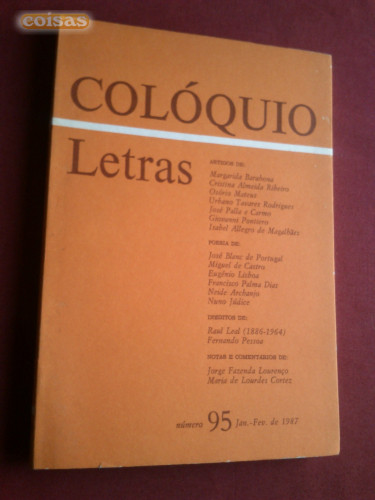 coisas
COLÓQUIO
Letras
ARTIGOS DE:
Margarida Barahona
Cristina Almeida Ribeiro
Osório Mateus
Urbano Tavares Rodrigues
José Palla e Carmo
Giovanni Pontiero
Isabel Allegro de Magalhães
POESIA DE:
José Blanc de Portugal
Miguel de Castro
Eugénio Lisboa
Francisco Palma Dias
Neide Archanjo
Nuno Júdice
INÉDITOS DE:
Raul Leal (1886-1964)
Fernando Pessoa
NOTAS E COMENTÁRIOS DE:
Jorge Fazenda Lourenço
Maria de Lourdes Cortez
número 95 Jan.-Fev. de 1987